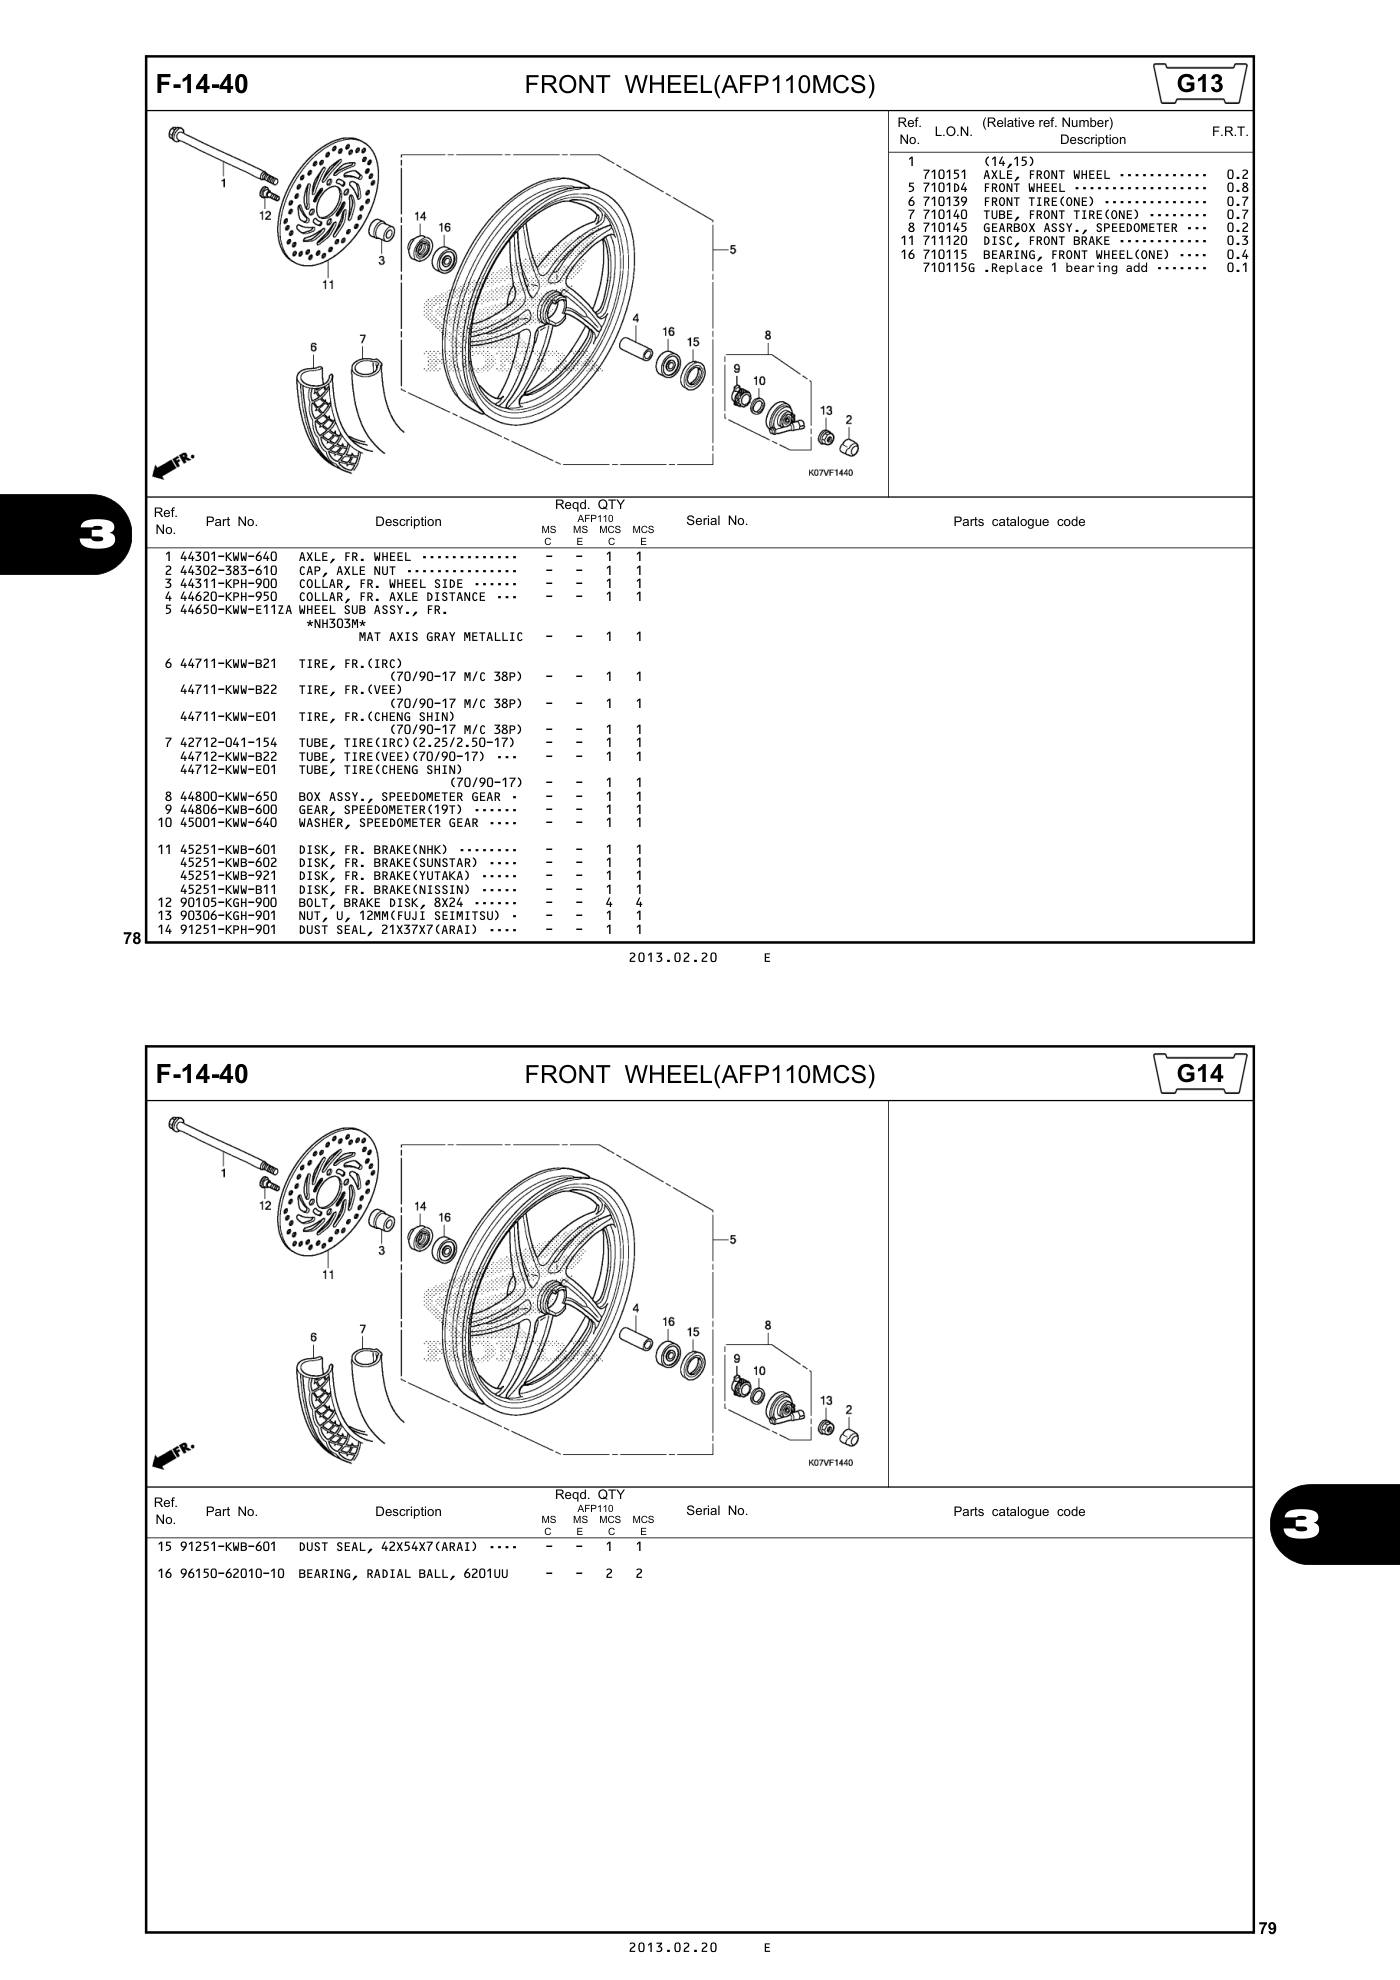 F-14-40 FRONT WHEEL(AFP110MCS) G13
Ref. No. L.O.N. (Relative ref. Number) Description F.R.T.
1 (14,15)
710151 AXLE, FRONT WHEEL ············ 0.2
5 7101D4 FRONT WHEEL ·················· 0.8
6 710139 FRONT TIRE(ONE) ·············· 0.7
7 710140 TUBE, FRONT TIRE(ONE) ········ 0.7
8 710145 GEARBOX ASSY., SPEEDOMETER ··· 0.2
11 711120 DISC, FRONT BRAKE ············ 0.3
16 710115 BEARING, FRONT WHEEL(ONE) ···· 0.4
710115G .Replace 1 bearing add ······· 0.1
1
12
11
3
14
16
5
6
7
4
16
15
8
9
10
13
2
HONDA
FR.
K07VF1440
3
Ref. No. Part No. Description Reqd. QTY Serial No. Parts catalogue code
AFP110
MS MS MCS MCS
C E C E
1 44301-KWW-640 AXLE, FR. WHEEL ············· – – 1 1
2 44302-383-610 CAP, AXLE NUT ··············· – – 1 1
3 44311-KPH-900 COLLAR, FR. WHEEL SIDE ······ – – 1 1
4 44620-KPH-950 COLLAR, FR. AXLE DISTANCE ··· – – 1 1
5 44650-KWW-E11ZA WHEEL SUB ASSY., FR.
*NH303M*
MAT AXIS GRAY METALLIC – – 1 1
6 44711-KWW-B21 TIRE, FR.(IRC)
(70/90-17 M/C 38P) – – 1 1
44711-KWW-B22 TIRE, FR.(VEE)
(70/90-17 M/C 38P) – – 1 1
44711-KWW-E01 TIRE, FR.(CHENG SHIN)
(70/90-17 M/C 38P) – – 1 1
7 42712-041-154 TUBE, TIRE(IRC)(2.25/2.50-17) – – 1 1
44712-KWW-B22 TUBE, TIRE(VEE)(70/90-17) ··· – – 1 1
44712-KWW-E01 TUBE, TIRE(CHENG SHIN)
(70/90-17) – – 1 1
8 44800-KWW-650 BOX ASSY., SPEEDOMETER GEAR · – – 1 1
9 44806-KWB-600 GEAR, SPEEDOMETER(19T) ······ – – 1 1
10 45001-KWW-640 WASHER, SPEEDOMETER GEAR ···· – – 1 1
11 45251-KWB-601 DISK, FR. BRAKE(NHK) ········ – – 1 1
45251-KWB-602 DISK, FR. BRAKE(SUNSTAR) ···· – – 1 1
45251-KWB-921 DISK, FR. BRAKE(YUTAKA) ····· – – 1 1
45251-KWW-B11 DISK, FR. BRAKE(NISSIN) ····· – – 1 1
12 90105-KGH-900 BOLT, BRAKE DISK, 8X24 ······ – – 4 4
13 90306-KGH-901 NUT, U, 12MM(FUJI SEIMITSU) · – – 1 1
14 91251-KPH-901 DUST SEAL, 21X37X7(ARAI) ···· – – 1 1
78
2013.02.20 E
F-14-40 FRONT WHEEL(AFP110MCS) G14
1
12
11
3
14
16
5
6
7
4
16
15
8
9
10
13
2
HONDA
FR.
K07VF1440
Ref. No. Part No. Description Reqd. QTY Serial No. Parts catalogue code
AFP110
MS MS MCS MCS
C E C E
3
15 91251-KWB-601 DUST SEAL, 42X54X7(ARAI) ···· – – 1 1
16 96150-62010-10 BEARING, RADIAL BALL, 6201UU – – 2 2
79
2013.02.20 E